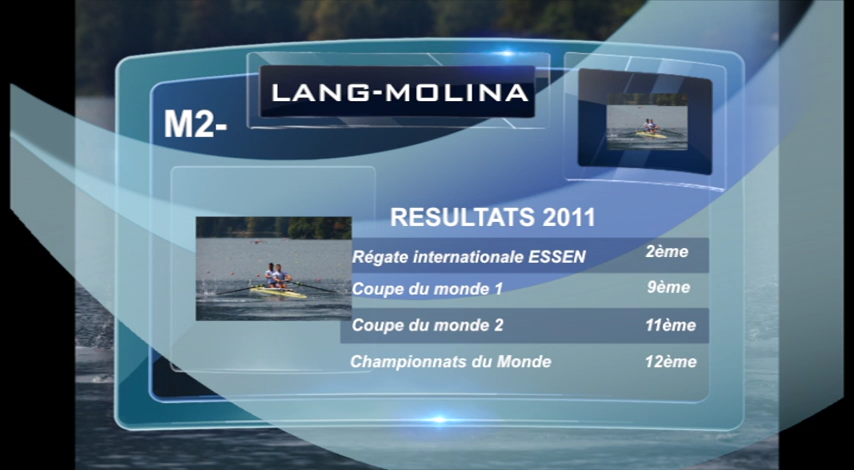 LANG-MOLINA
M2-
RESULTATS 2011
Régate internationale ESSEN 2ème
Coupe du monde 1 9ème
Coupe du monde 2 11ème
Championnats du Monde 12ème